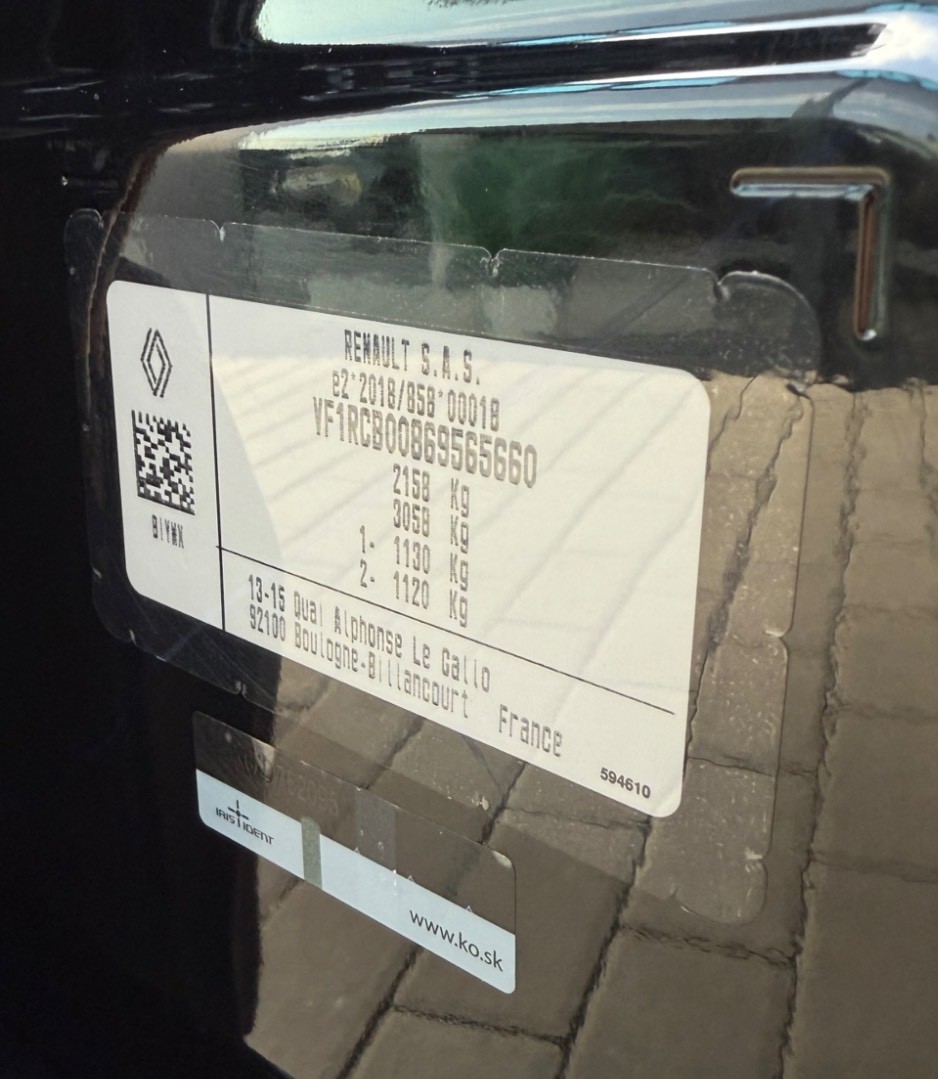 RENAULT S.A.S.
e2*2018/858*00018
VF1RCB00869565660
2158 Kg
3058 Kg
1- 1130 Kg
2- 1120 Kg
13-15 Quai Alphonse Le Gallo
92100 Boulogne-Billancourt France
594610
IRIS IDENT
www.ko.sk